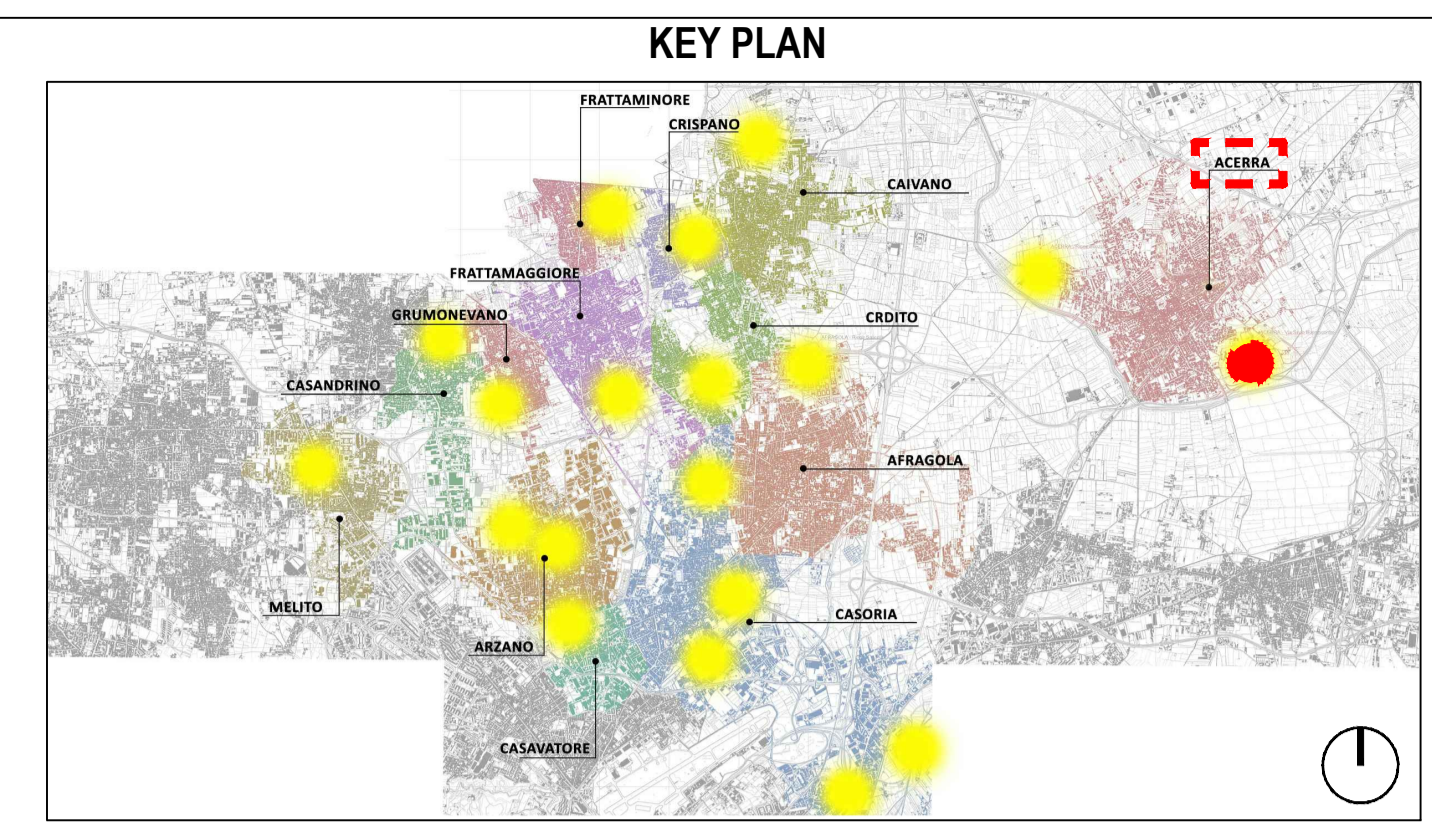 KEY PLAN
FRATTAMINORE
CRISPANO
ACERRA
CAIVANO
FRATTAMAGGIORE
GRUMONEVANO
CRDITO
CASANDRINO
AFRAGOLA
MELITO
CASORIA
ARZANO
CASAVATORE